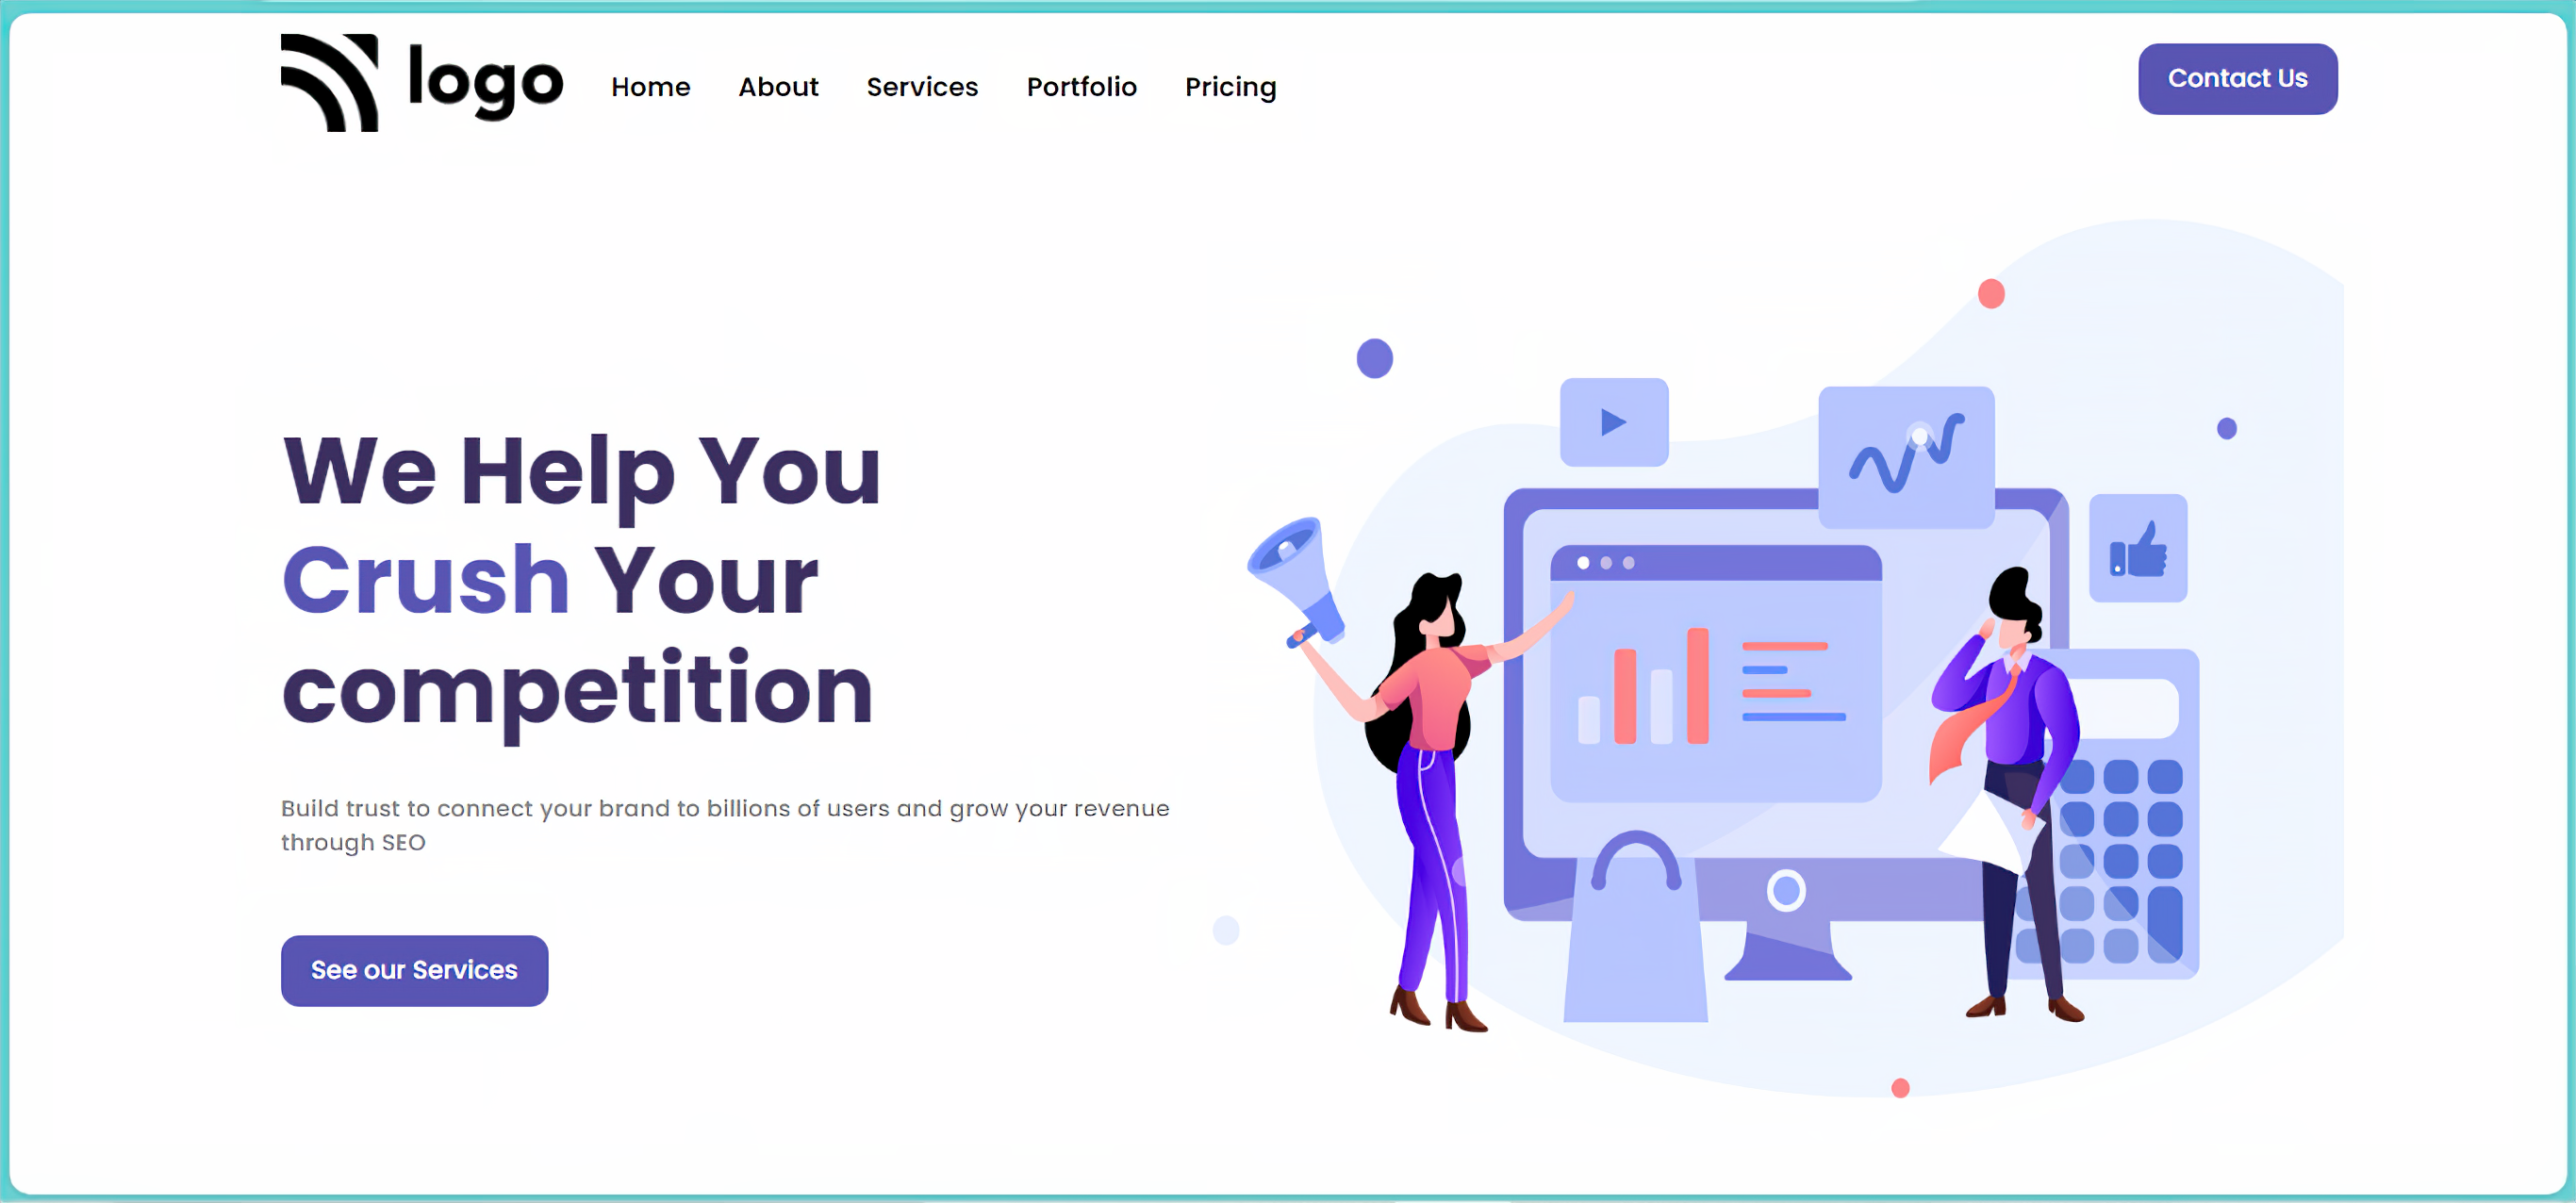 logo Home About Services Portfolio Pricing Contact Us
We Help You
Crush Your
competition
Build trust to connect your brand to billions of users and grow your revenue
through SEO
See our Services